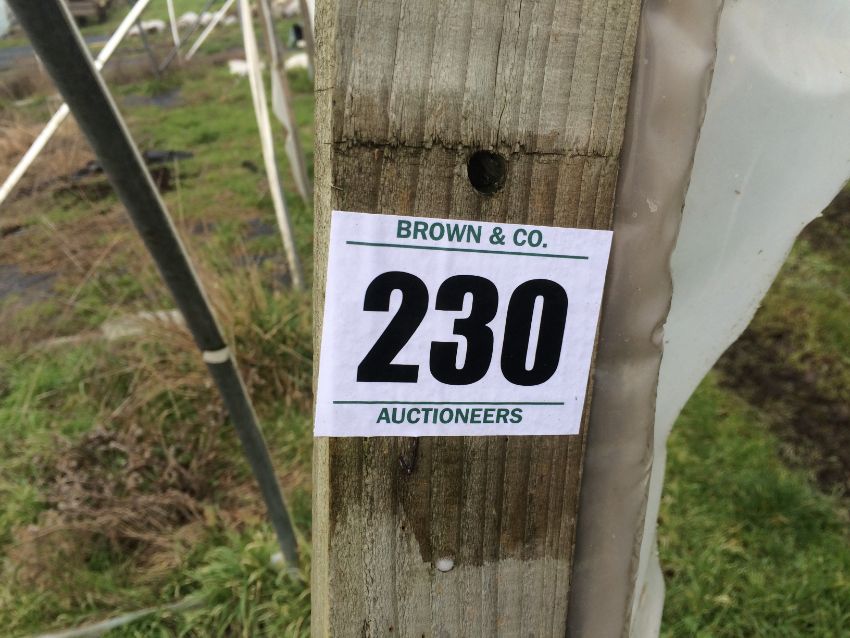 BROWN & CO.
230
AUCTIONEERS